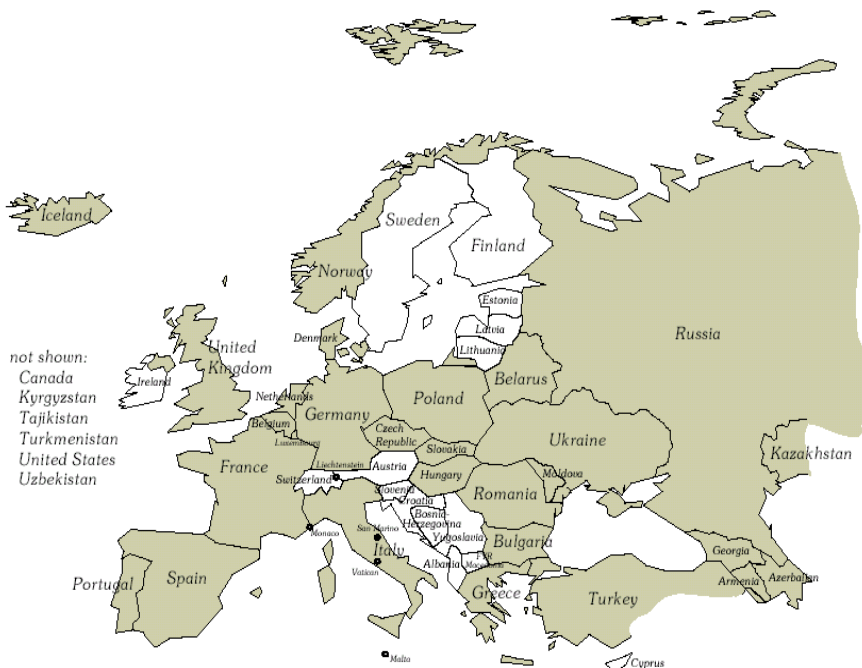 Iceland
Sweden
Finland
Norway
Estonia
Latvia
Lithuania
Denmark
Russia
United
Kingdom
Ireland
not shown:
Canada
Kyrgyzstan
Tajikistan
Turkmenistan
United States
Uzbekistan
Netherlands
Belgium
Luxembourg
Germany
Poland
Belarus
Ukraine
Kazakhstan
Czech
Republic
Slovakia
France
Liechtenstein
Switzerland
Austria
Hungary
Moldova
Romania
Slovenia
Croatia
Bosnia-
Herzegovina
Yugoslavia
Monaco
San Marino
Italy
Vatican
Albania
FYR
Macedonia
Bulgaria
Georgia
Armenia
Azerbaijan
Portugal
Spain
Greece
Turkey
Malta
Cyprus